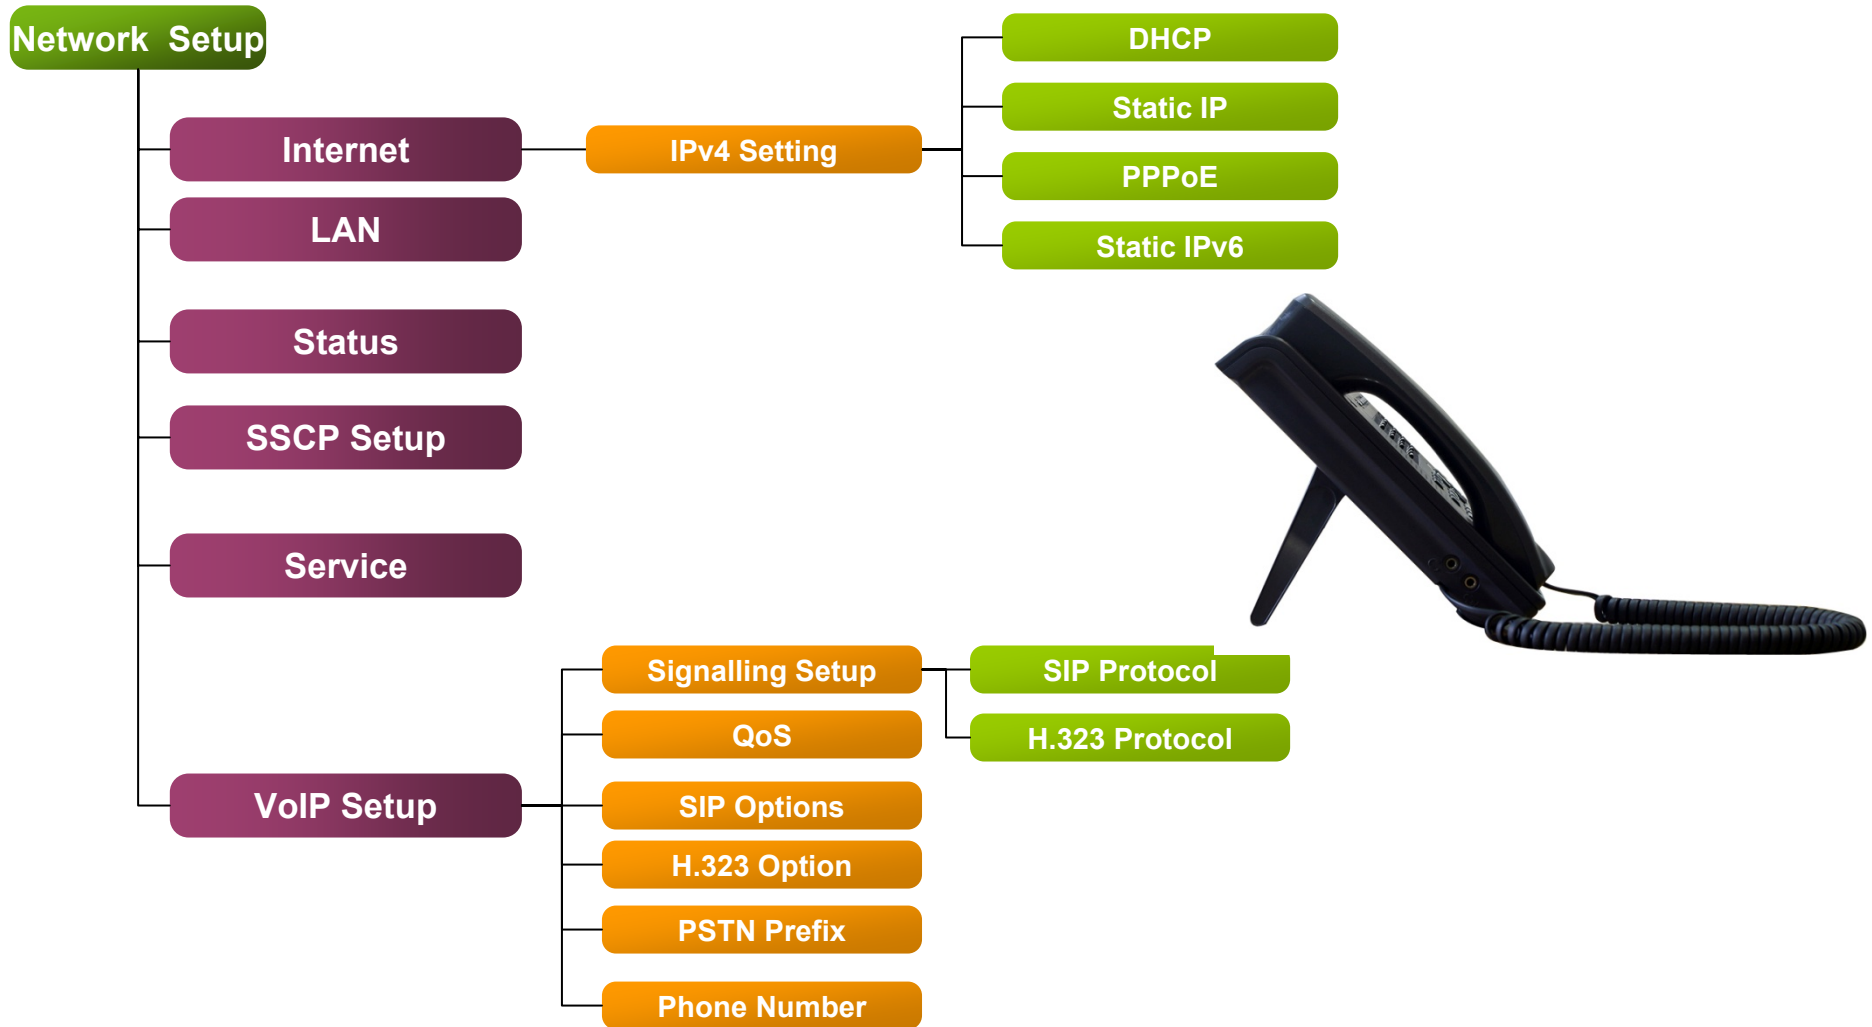 Network Setup
Internet
IPv4 Setting
DHCP
Static IP
PPPoE
Static IPv6
LAN
Status
SSCP Setup
Service
VoIP Setup
Signalling Setup
SIP Protocol
H.323 Protocol
QoS
SIP Options
H.323 Option
PSTN Prefix
Phone Number